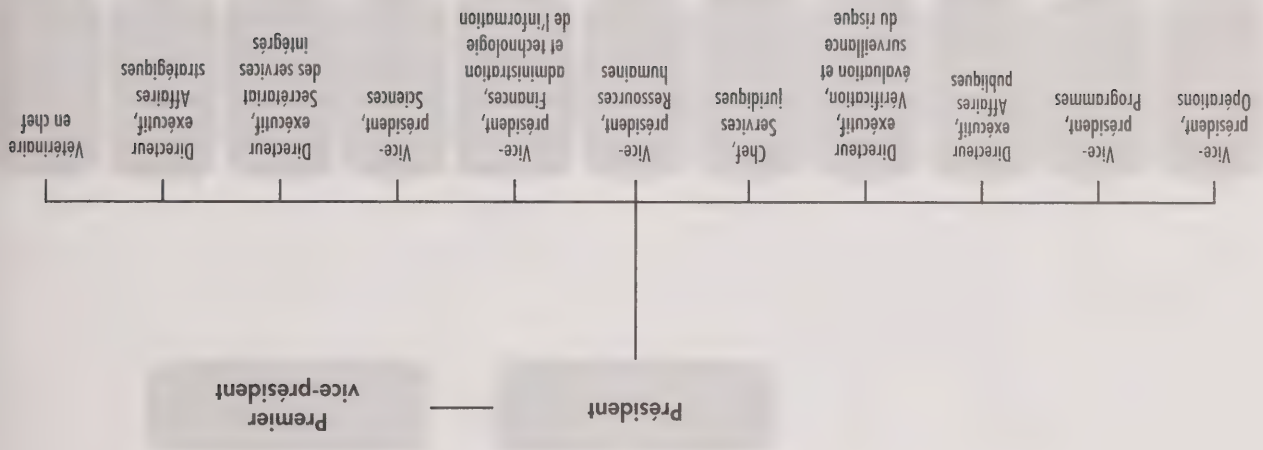 Président
Premier
vice-président
Vice-
président,
Opérations
Vice-
président,
Programmes
Directeur
exécutif,
Affaires
publiques
Directeur
exécutif,
Vérification,
évaluation et
surveillance
du risque
Chef,
Services
juridiques
Vice-
président,
Ressources
humaines
Vice-
président,
Finances,
administration
et technologie
de l'information
Vice-
président,
Sciences
Directeur
exécutif,
Secrétariat
des services
intégrés
Directeur
exécutif,
Affaires
stratégiques
Vétérinaire
en chef